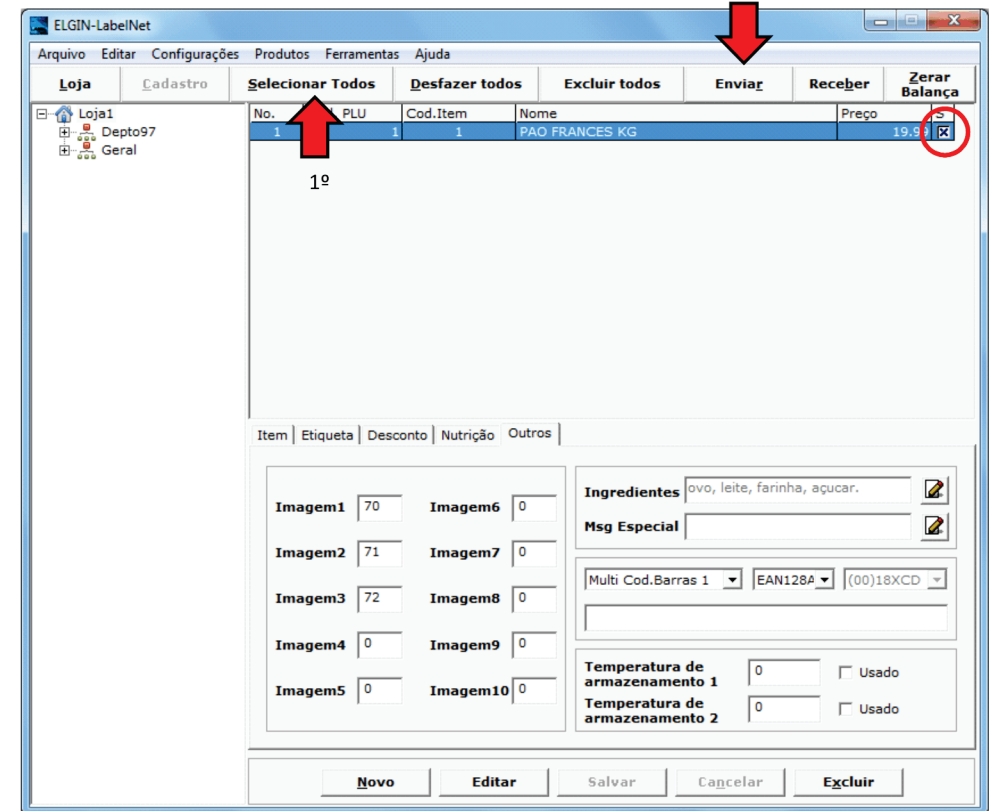 ELGIN-LabelNet
Arquivo Editar Configurações Produtos Ferramentas Ajuda
Loja Cadastro Selecionar Todos Desfazer todos Excluir todos Enviar Receber Zerar Balança
Loja1
Depto97
Geral
No. PLU Cod.Item Nome Preço S
1 1 1 PAO FRANCES KG 19.99
1º
Item Etiqueta Desconto Nutrição Outros
Imagem1 70 Imagem6 0
Imagem2 71 Imagem7 0
Imagem3 72 Imagem8 0
Imagem4 0 Imagem9 0
Imagem5 0 Imagem10 0
Ingredientes ovo, leite, farinha, açucar.
Msg Especial
Multi Cod.Barras 1 EAN128A (00)18XCD
Temperatura de
armazenamento 1 0 Usado
Temperatura de
armazenamento 2 0 Usado
Novo Editar Salvar Cancelar Excluir